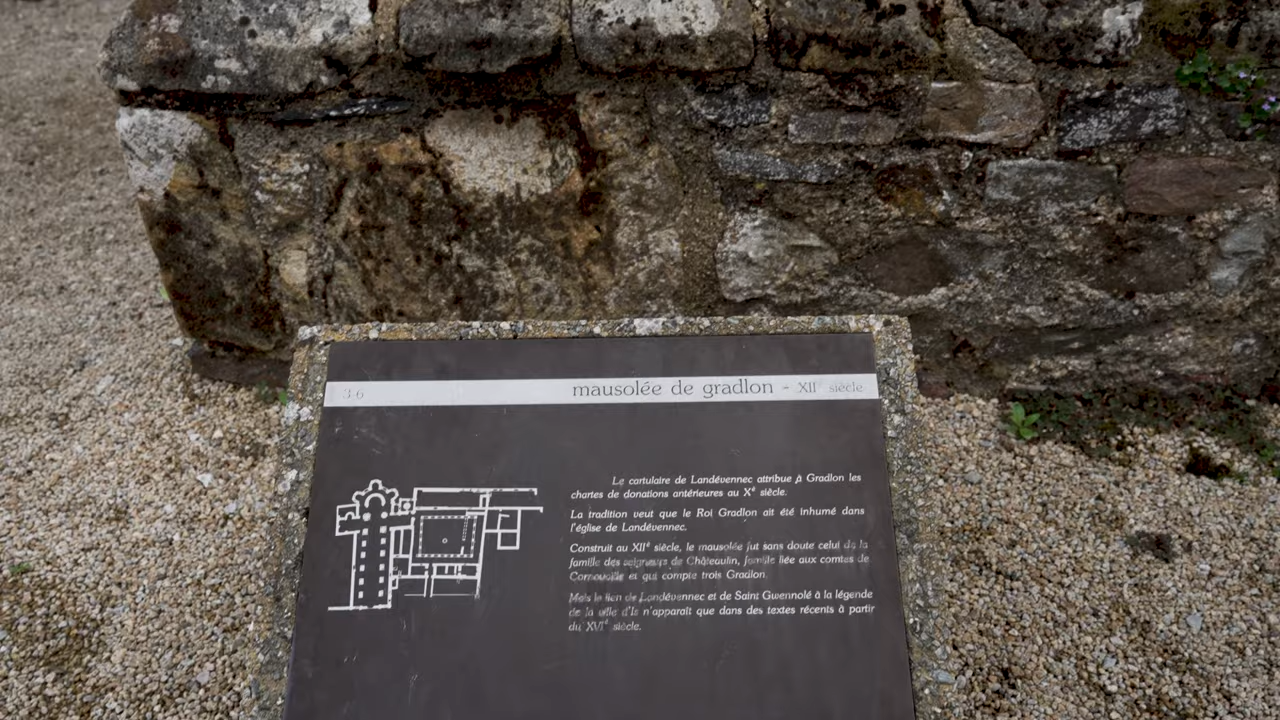 36
mausolée de gradlon - XII siècle
Le cartulaire de Landévennec attribue à Gradlon les
chartes de donations antérieures au Xe siècle.
La tradition veut que le Roi Gradlon ait été inhumé dans
l'église de Landévennec.
Construit au XIIe siècle, le mausolée fut sans doute celui de la
famille des seigneurs de Châteaulin, famille liée aux comtes de
Cornouaille et qui compte trois Gradlon.
Mais le lien de Landévennec et de Saint Gwennolé à la légende
de la ville d'Is n'apparaît que dans des textes récents à partir
du XVIe siècle.